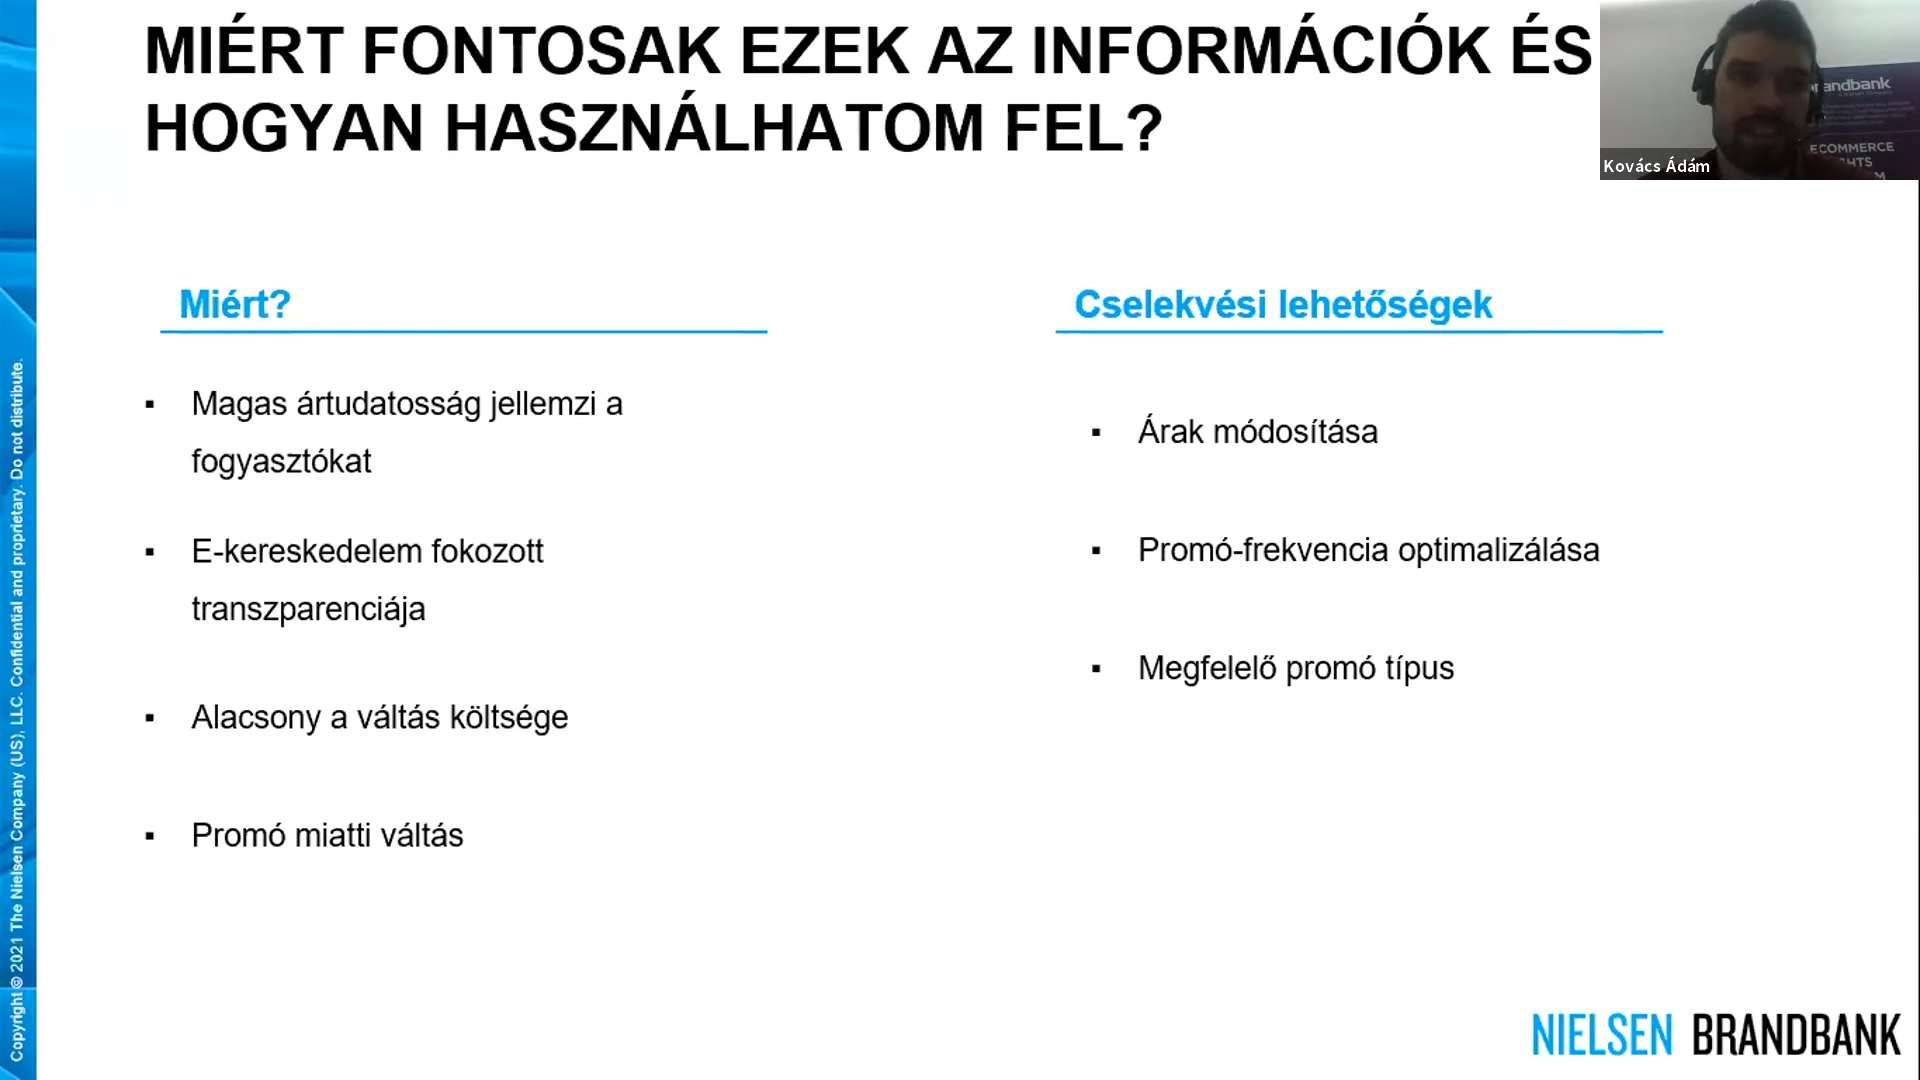 MIÉRT FONTOSAK EZEK AZ INFORMÁCIÓK ÉS
HOGYAN HASZNÁLHATOM FEL?
Miért?
▪ Magas ártudatosság jellemzi a
fogyasztókat
▪ E-kereskedelem fokozott
transzparenciája
▪ Alacsony a váltás költsége
▪ Promó miatti váltás
Cselekvési lehetőségek
▪ Árak módosítása
▪ Promó-frekvencia optimalizálása
▪ Megfelelő promó típus
Kovács Ádám
andbank
ECOMMERCE
Copyright © 2021 The Nielsen Company (US), LLC. Confidential and proprietary. Do not distribute.
NIELSEN BRANDBANK